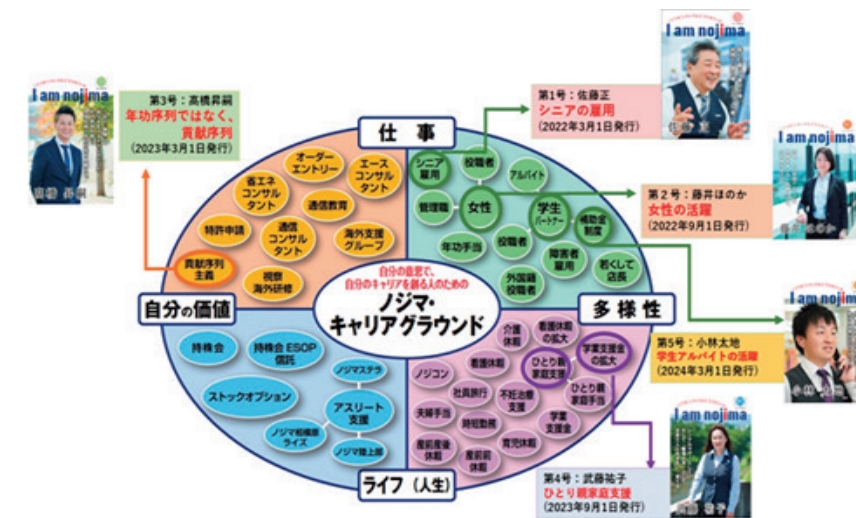 I am nojima
第3号：髙橋昇嗣
年功序列ではなく、
貢献序列
(2023年3月1日発行)
I am nojima
第1号：佐藤正
シニアの雇用
(2022年3月1日発行)
I am nojima
第2号：藤井ほのか
女性の活躍
(2022年9月1日発行)
I am nojima
第5号：小林太地
学生アルバイトの活躍
(2024年3月1日発行)
I am nojima
第4号：武藤祐子
ひとり親家庭支援
(2023年9月1日発行)
仕事
自分の価値
多様性
ライフ（人生）
自分の意思で、
自分のキャリアを創る人のための
ノジマ・
キャリアグラウンド
オーダー
エントリー
エース
コンサル
タント
省エネ
コンサル
タント
通信教育
特許申請
通信
コンサル
タント
海外支援
グループ
貢献序列
主義
視察
海外研修
シニア
雇用
役職者
アルバイト
管理職
女性
学生
パートナー
補助金
制度
年功手当
役職者
障害者
雇用
若くして
店長
外国籍
役職者
持株会
持株会 ESOP
信託
ノジマステラ
ストックオプション
アスリート
支援
ノジマ相模原
ライズ
ノジマ陸上部
介護
休暇
看護休暇
の拡大
学業支援金
の拡大
看護休暇
ひとり親
家庭支援
ノジコン
社員旅行
不妊治療
支援
ひとり親
家庭手当
夫婦手当
時短勤務
学業
支援金
産前産後
休暇
産前前
休暇
育児休暇